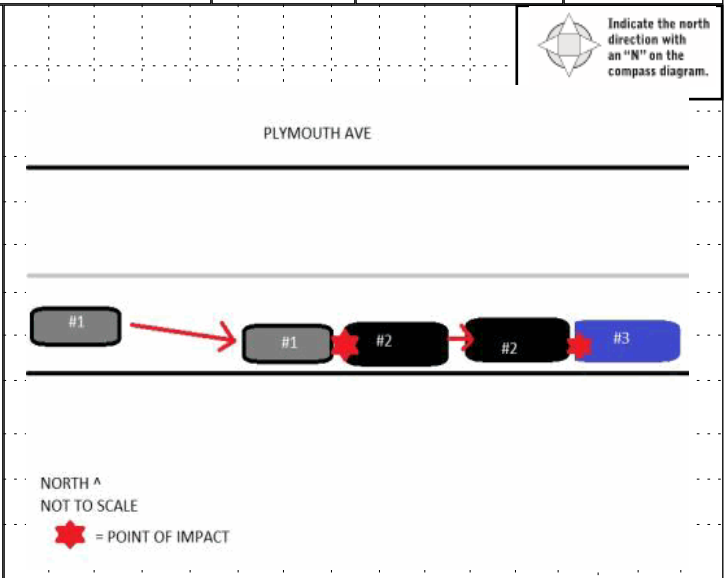 Indicate the north
direction with
an "N" on the
compass diagram.
PLYMOUTH AVE
#1
#1
#2
#2
#3
NORTH ^
NOT TO SCALE
= POINT OF IMPACT